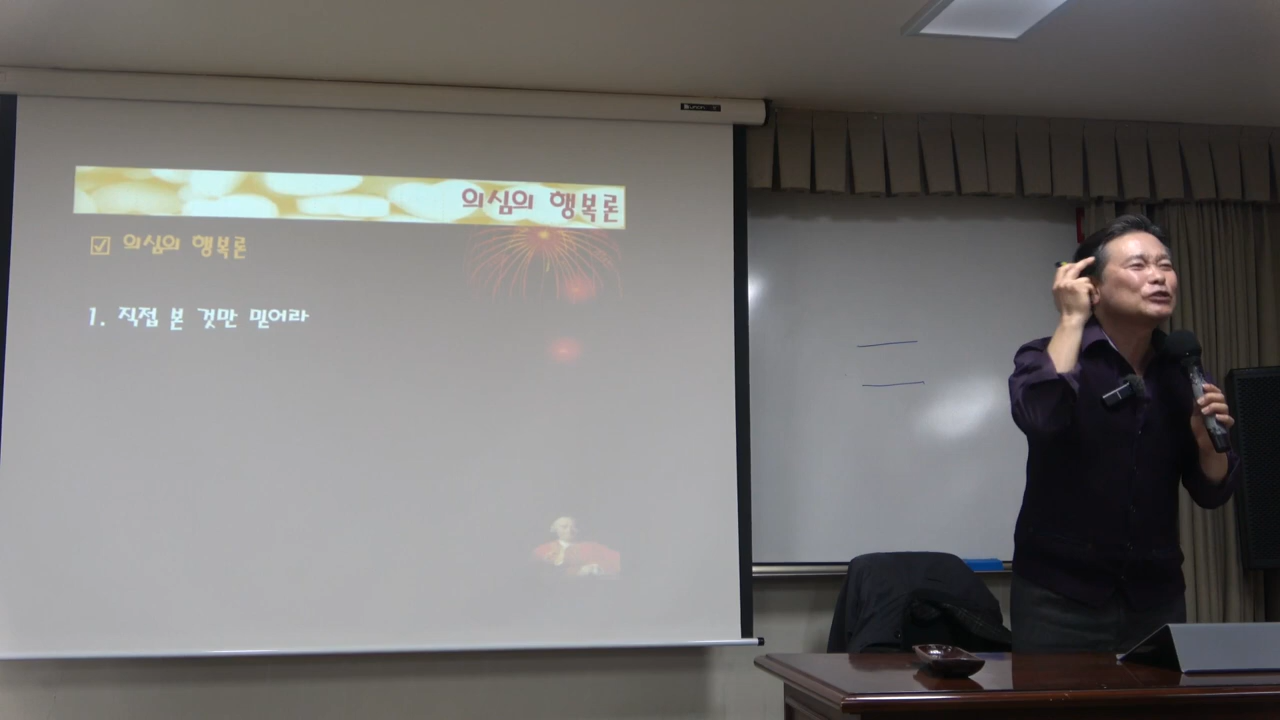 의심의 행복론
☑ 의심의 행복론
1. 직접 본 것만 믿어라